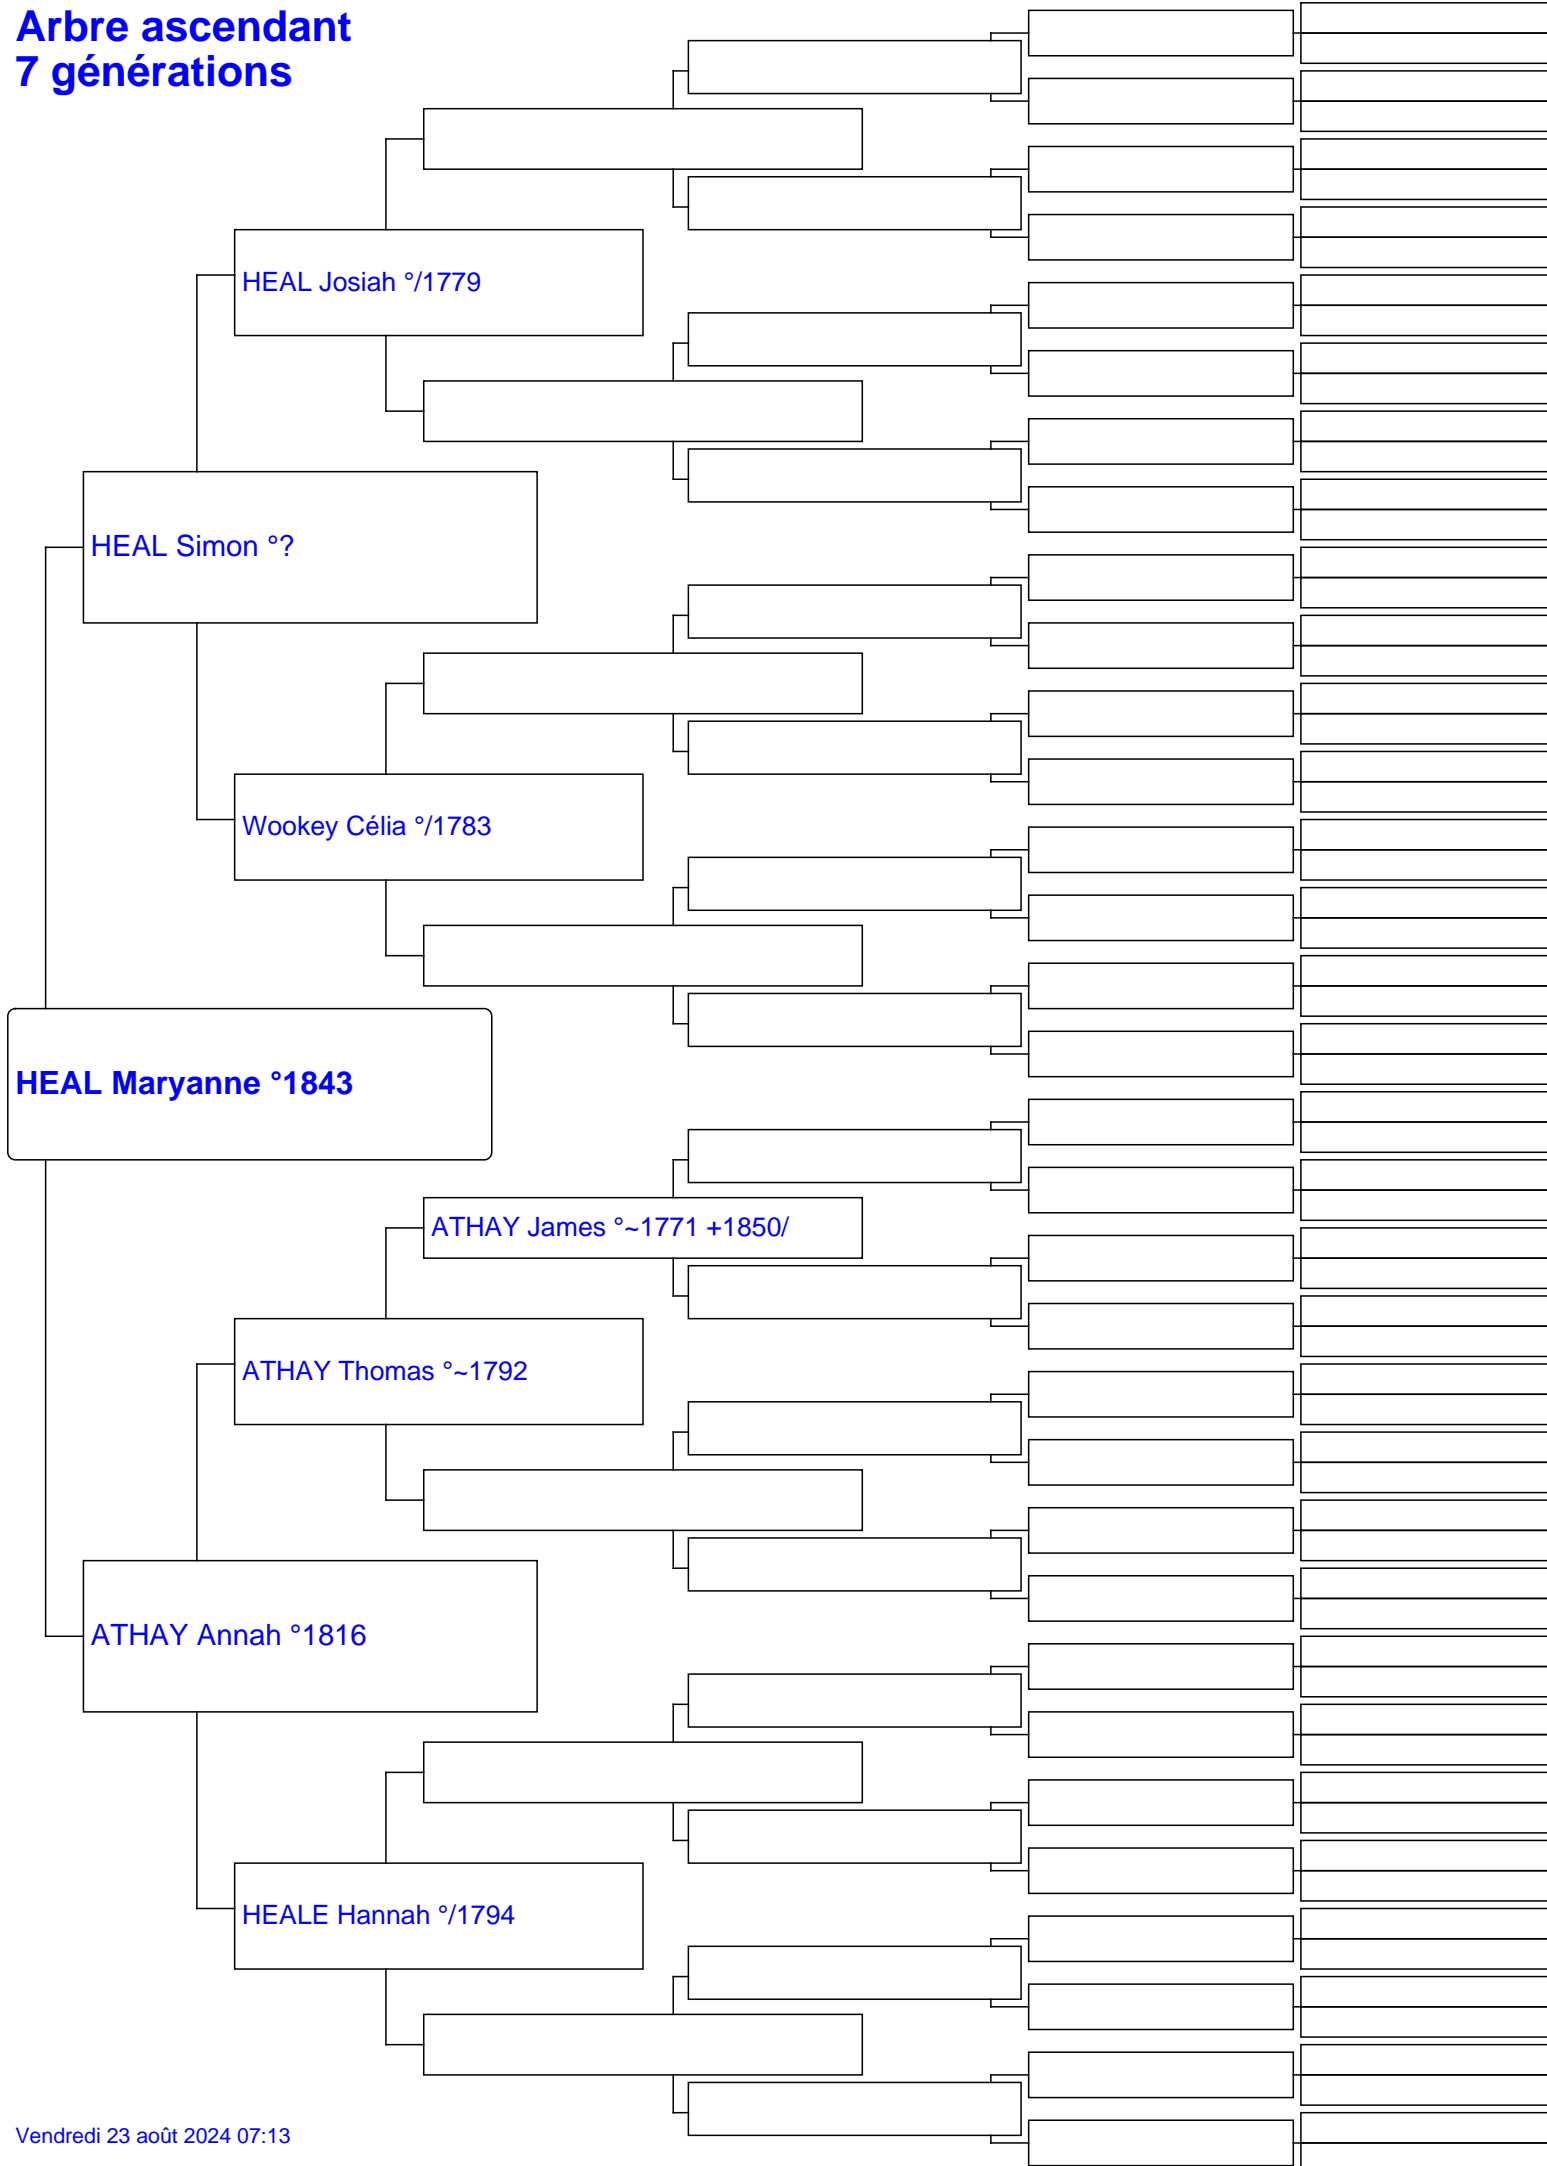 Arbre ascendant
7 générations
HEAL Josiah °/1779
HEAL Simon °?
Wookey Célia °/1783
HEAL Maryanne °1843
ATHAY James °~1771 +1850/
ATHAY Thomas °~1792
ATHAY Annah °1816
HEALE Hannah °/1794
Vendredi 23 août 2024 07:13